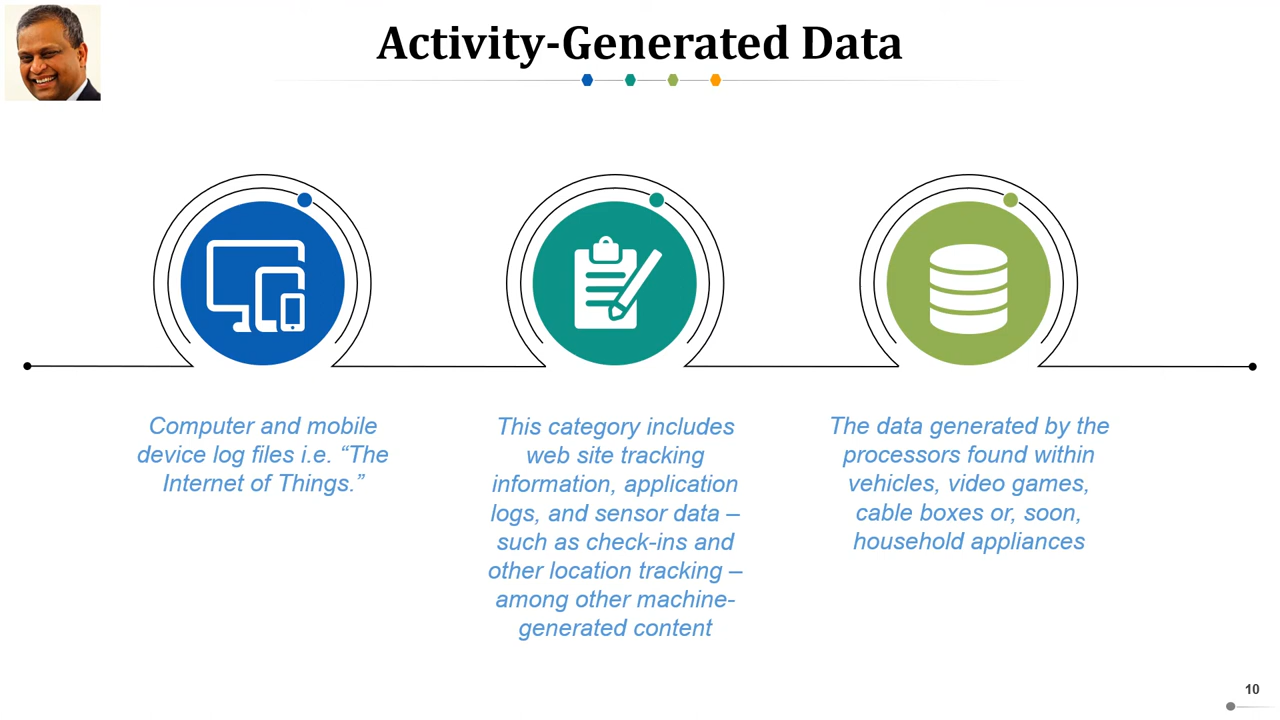 Activity-Generated Data
Computer and mobile
device log files i.e. “The
Internet of Things.”
This category includes
web site tracking
information, application
logs, and sensor data –
such as check-ins and
other location tracking –
among other machine-
generated content
The data generated by the
processors found within
vehicles, video games,
cable boxes or, soon,
household appliances
10